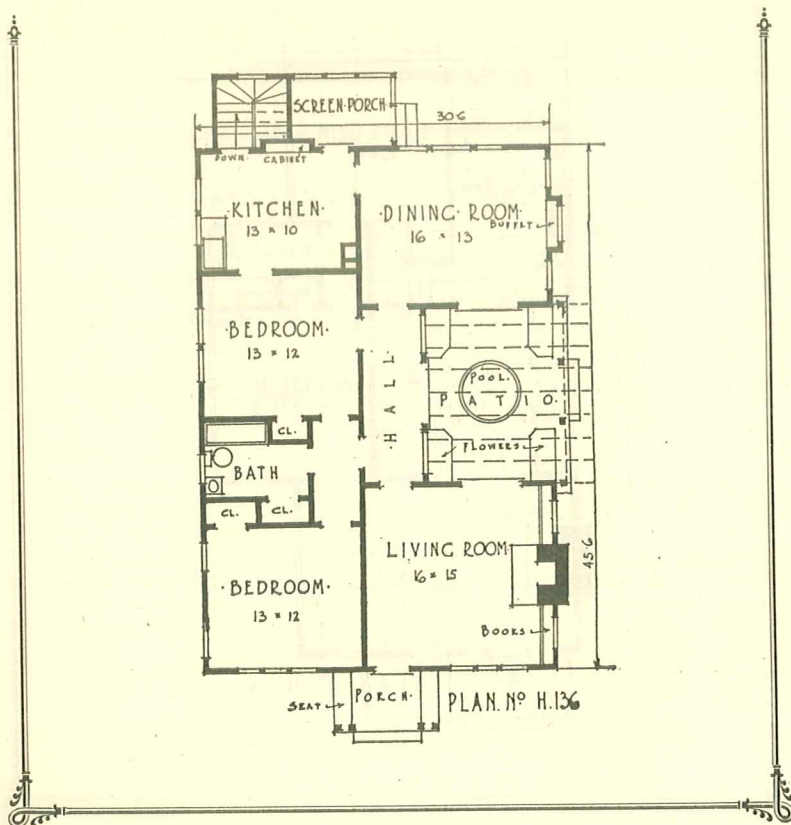 SCREEN·PORCH
30·6
DOWN·
CABINET
·KITCHEN·
13 × 10
·DINING·ROOM·
16 × 13
BUFFET
·BEDROOM·
13 × 12
·HALL·
POOL.
PATIO.
FLOWERS
CL.
BATH
CL.
CL.
LIVING ROOM·
16 × 15
·BEDROOM·
13 × 12
BOOKS
45·6
SEAT
PORCH·
PLAN. Nº H.136